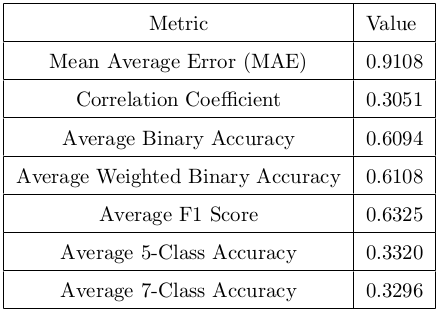 Metric Value
Mean Average Error (MAE) 0.9108
Correlation Coefficient 0.3051
Average Binary Accuracy 0.6094
Average Weighted Binary Accuracy 0.6108
Average F1 Score 0.6325
Average 5-Class Accuracy 0.3320
Average 7-Class Accuracy 0.3296